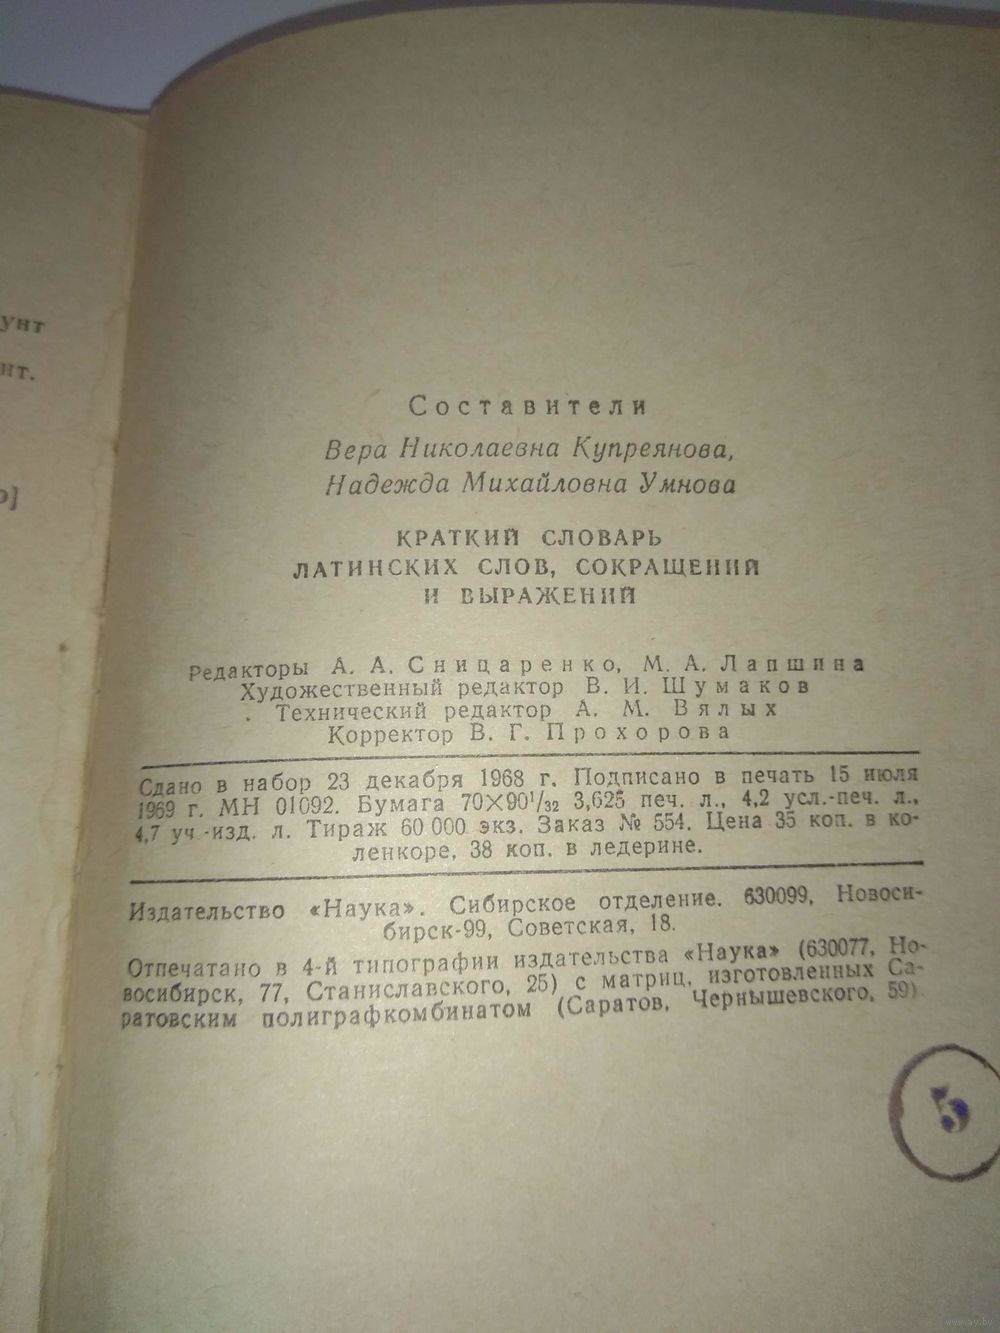 унт
нт.
Составители
Вера Николаевна Купреянова,
Надежда Михайловна Умнова
КРАТКИЙ СЛОВАРЬ
ЛАТИНСКИХ СЛОВ, СОКРАЩЕНИЙ
И ВЫРАЖЕНИЙ
Редакторы А. А. Сницаренко, М. А. Лапшина
Художественный редактор В. И. Шумаков
Технический редактор А. М. Вялых
Корректор В. Г. Прохорова
Сдано в набор 23 декабря 1968 г. Подписано в печать 15 июля
1969 г. МН 01092. Бумага 70×90¹/₃₂ 3,625 печ. л., 4,2 усл.-печ. л.,
4,7 уч.-изд. л. Тираж 60 000 экз. Заказ № 554. Цена 35 коп. в ко-
ленкоре, 38 коп. в ледерине.
Издательство «Наука». Сибирское отделение. 630099, Новоси-
бирск-99, Советская, 18.
Отпечатано в 4-й типографии издательства «Наука» (630077, Но-
восибирск, 77, Станиславского, 25) с матриц, изготовленных Са-
ратовским полиграфкомбинатом (Саратов, Чернышевского, 59)
5
www.ay.by